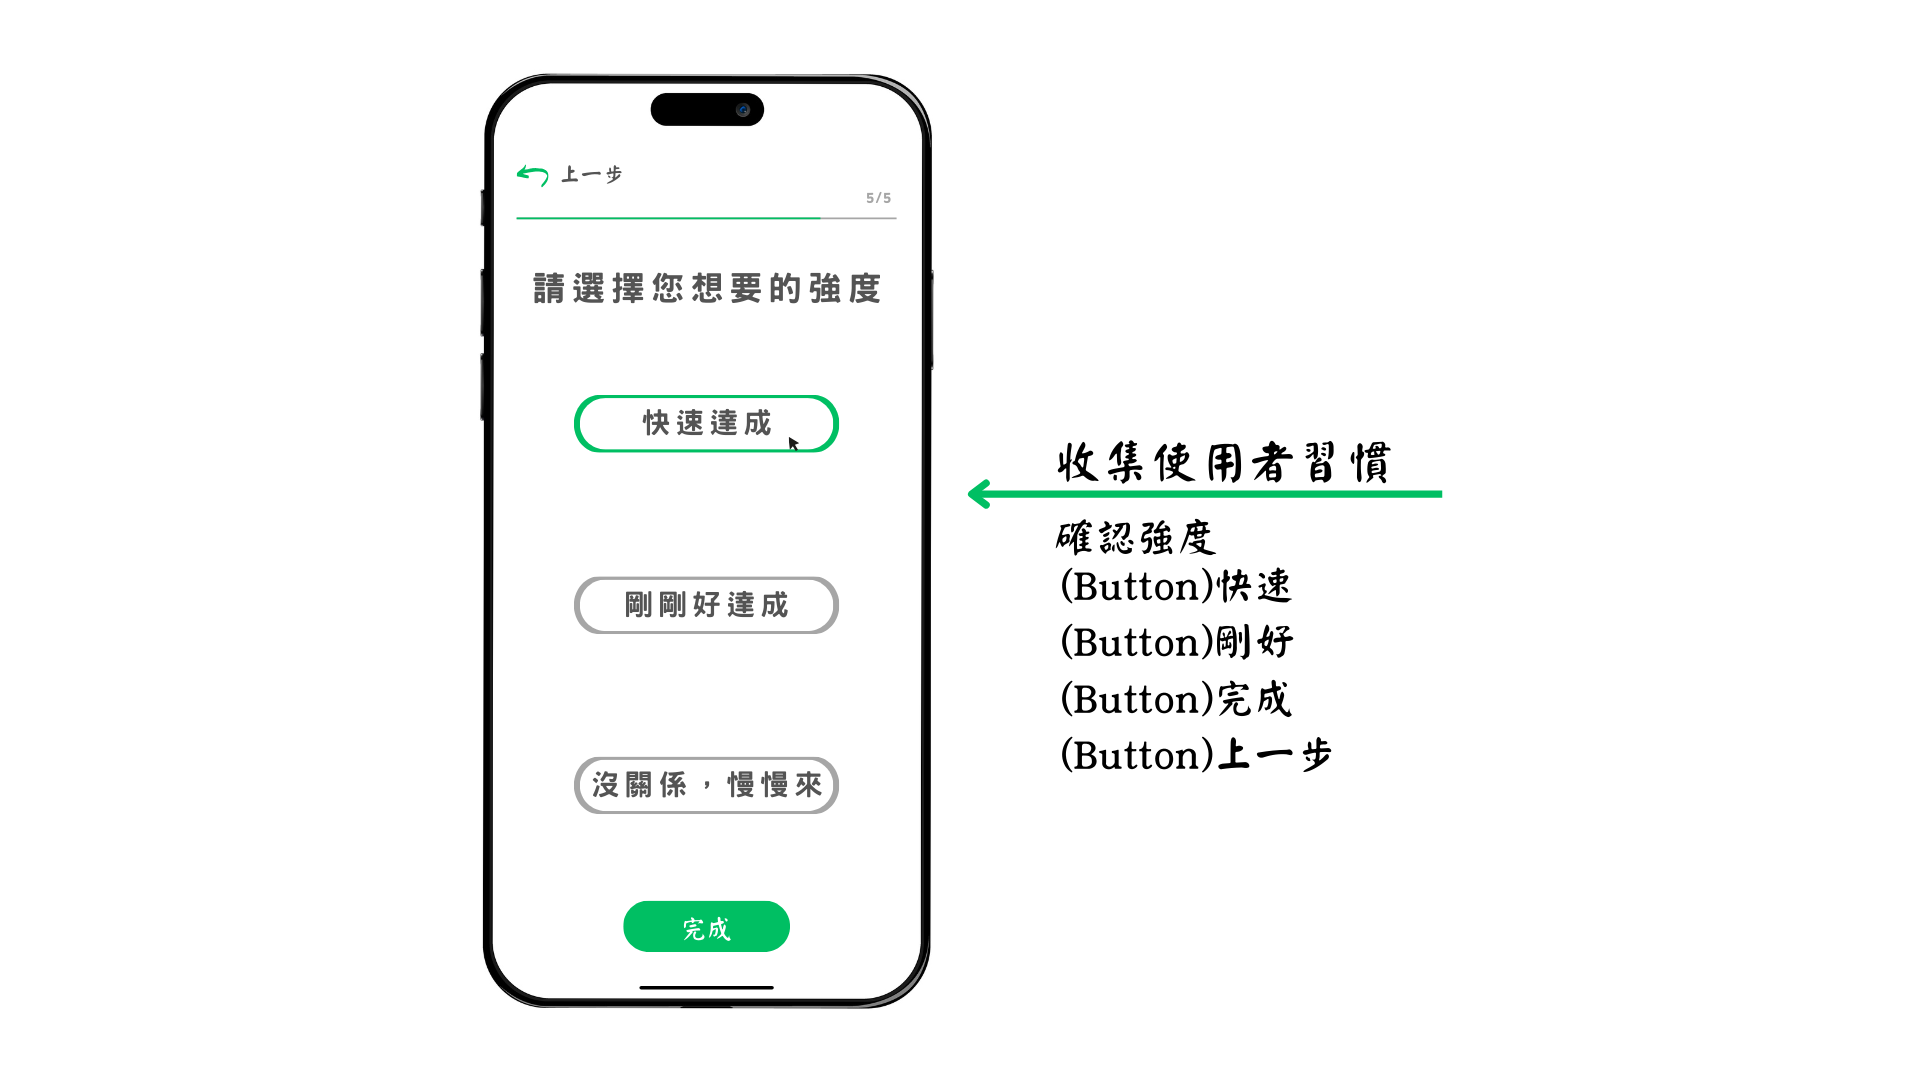 上一步
5/5
請選擇您想要的強度
快速達成
剛剛好達成
沒關係，慢慢來
完成
收集使用者習慣
確認強度
(Button)快速
(Button)剛好
(Button)完成
(Button)上一步